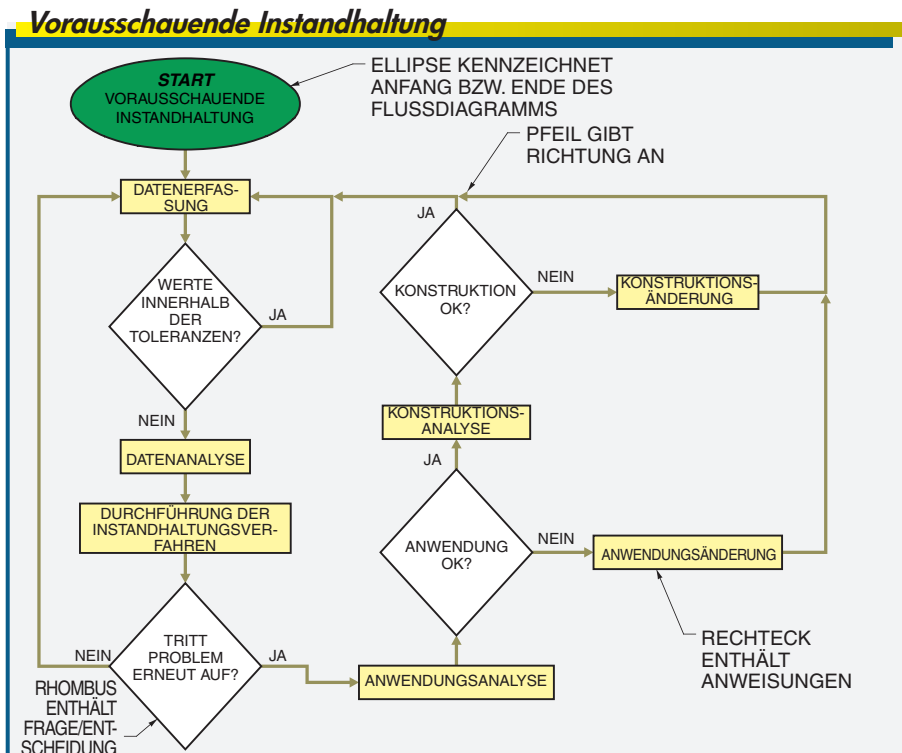 Vorausschauende Instandhaltung
START
VORAUSSCHAUENDE
INSTANDHALTUNG
ELLIPSE KENNZEICHNET
ANFANG BZW. ENDE DES
FLUSSDIAGRAMMS
PFEIL GIBT
RICHTUNG AN
DATENERFAS-
SUNG
WERTE
INNERHALB
DER
TOLERANZEN?
JA
NEIN
DATENANALYSE
DURCHFÜHRUNG DER
INSTANDHALTUNGSVER-
FAHREN
TRITT
PROBLEM
ERNEUT AUF?
NEIN
JA
RHOMBUS
ENTHÄLT
FRAGE/ENT-
SCHEIDUNG
ANWENDUNGSANALYSE
ANWENDUNG
OK?
JA
NEIN
ANWENDUNGSÄNDERUNG
RECHTECK
ENTHÄLT
ANWEISUNGEN
KONSTRUKTIONS-
ANALYSE
KONSTRUKTION
OK?
JA
NEIN
KONSTRUKTIONS-
ÄNDERUNG